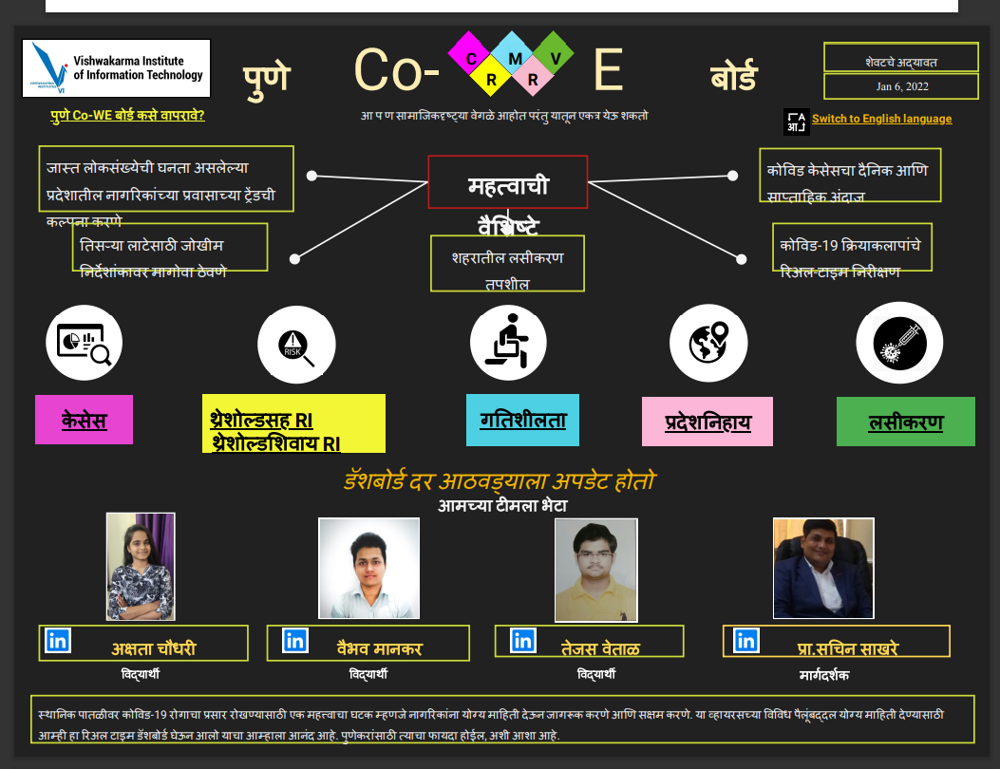 Vishwakarma Institute
of Information Technology
VISHWAKARMA
INSTITUTES
VI
पुणे Co- C R M R V E बोर्ड
शेवटचे अद्यावत
Jan 6, 2022
पुणे Co-WE बोर्ड कसे वापरावे?
आ प ण सामाजिकदृष्ट्या वेगळे आहोत परंतु यातून एकत्र येऊ शकतो
Switch to English language
जास्त लोकसंख्येची घनता असलेल्या
प्रदेशातील नागरिकांच्या प्रवासाच्या ट्रेंडची
कल्पना करणे
महत्वाची
वैशिष्टे
कोविड केसेसचा दैनिक आणि
साप्ताहिक अंदाज
तिसऱ्या लाटेसाठी जोखीम
निर्देशांकावर मागोवा ठेवणे
शहरातील लसीकरण
तपशील
कोविड-19 क्रियाकलापांचे
रिअल-टाइम निरीक्षण
RISK
केसेस
थ्रेशोल्डसह RI
थ्रेशोल्डशिवाय RI
गतिशीलता
प्रदेशनिहाय
लसीकरण
डॅशबोर्ड दर आठवड्याला अपडेट होतो
आमच्या टीमला भेटा
in अक्षता चौधरी
in वैभव मानकर
in तेजस वेताळ
in प्रा.सचिन साखरे
विद्यार्थी
विद्यार्थी
विद्यार्थी
मार्गदर्शक
स्थानिक पातळीवर कोविड-19 रोगाचा प्रसार रोखण्यासाठी एक महत्त्वाचा घटक म्हणजे नागरिकांना योग्य माहिती देऊन जागरूक करणे आणि सक्षम करणे. या व्हायरसच्या विविध पैलूंबद्दल योग्य माहिती देण्यासाठी
आम्ही हा रिअल टाइम डॅशबोर्ड घेऊन आलो याचा आम्हाला आनंद आहे. पुणेकरांसाठी त्याचा फायदा होईल, अशी आशा आहे.